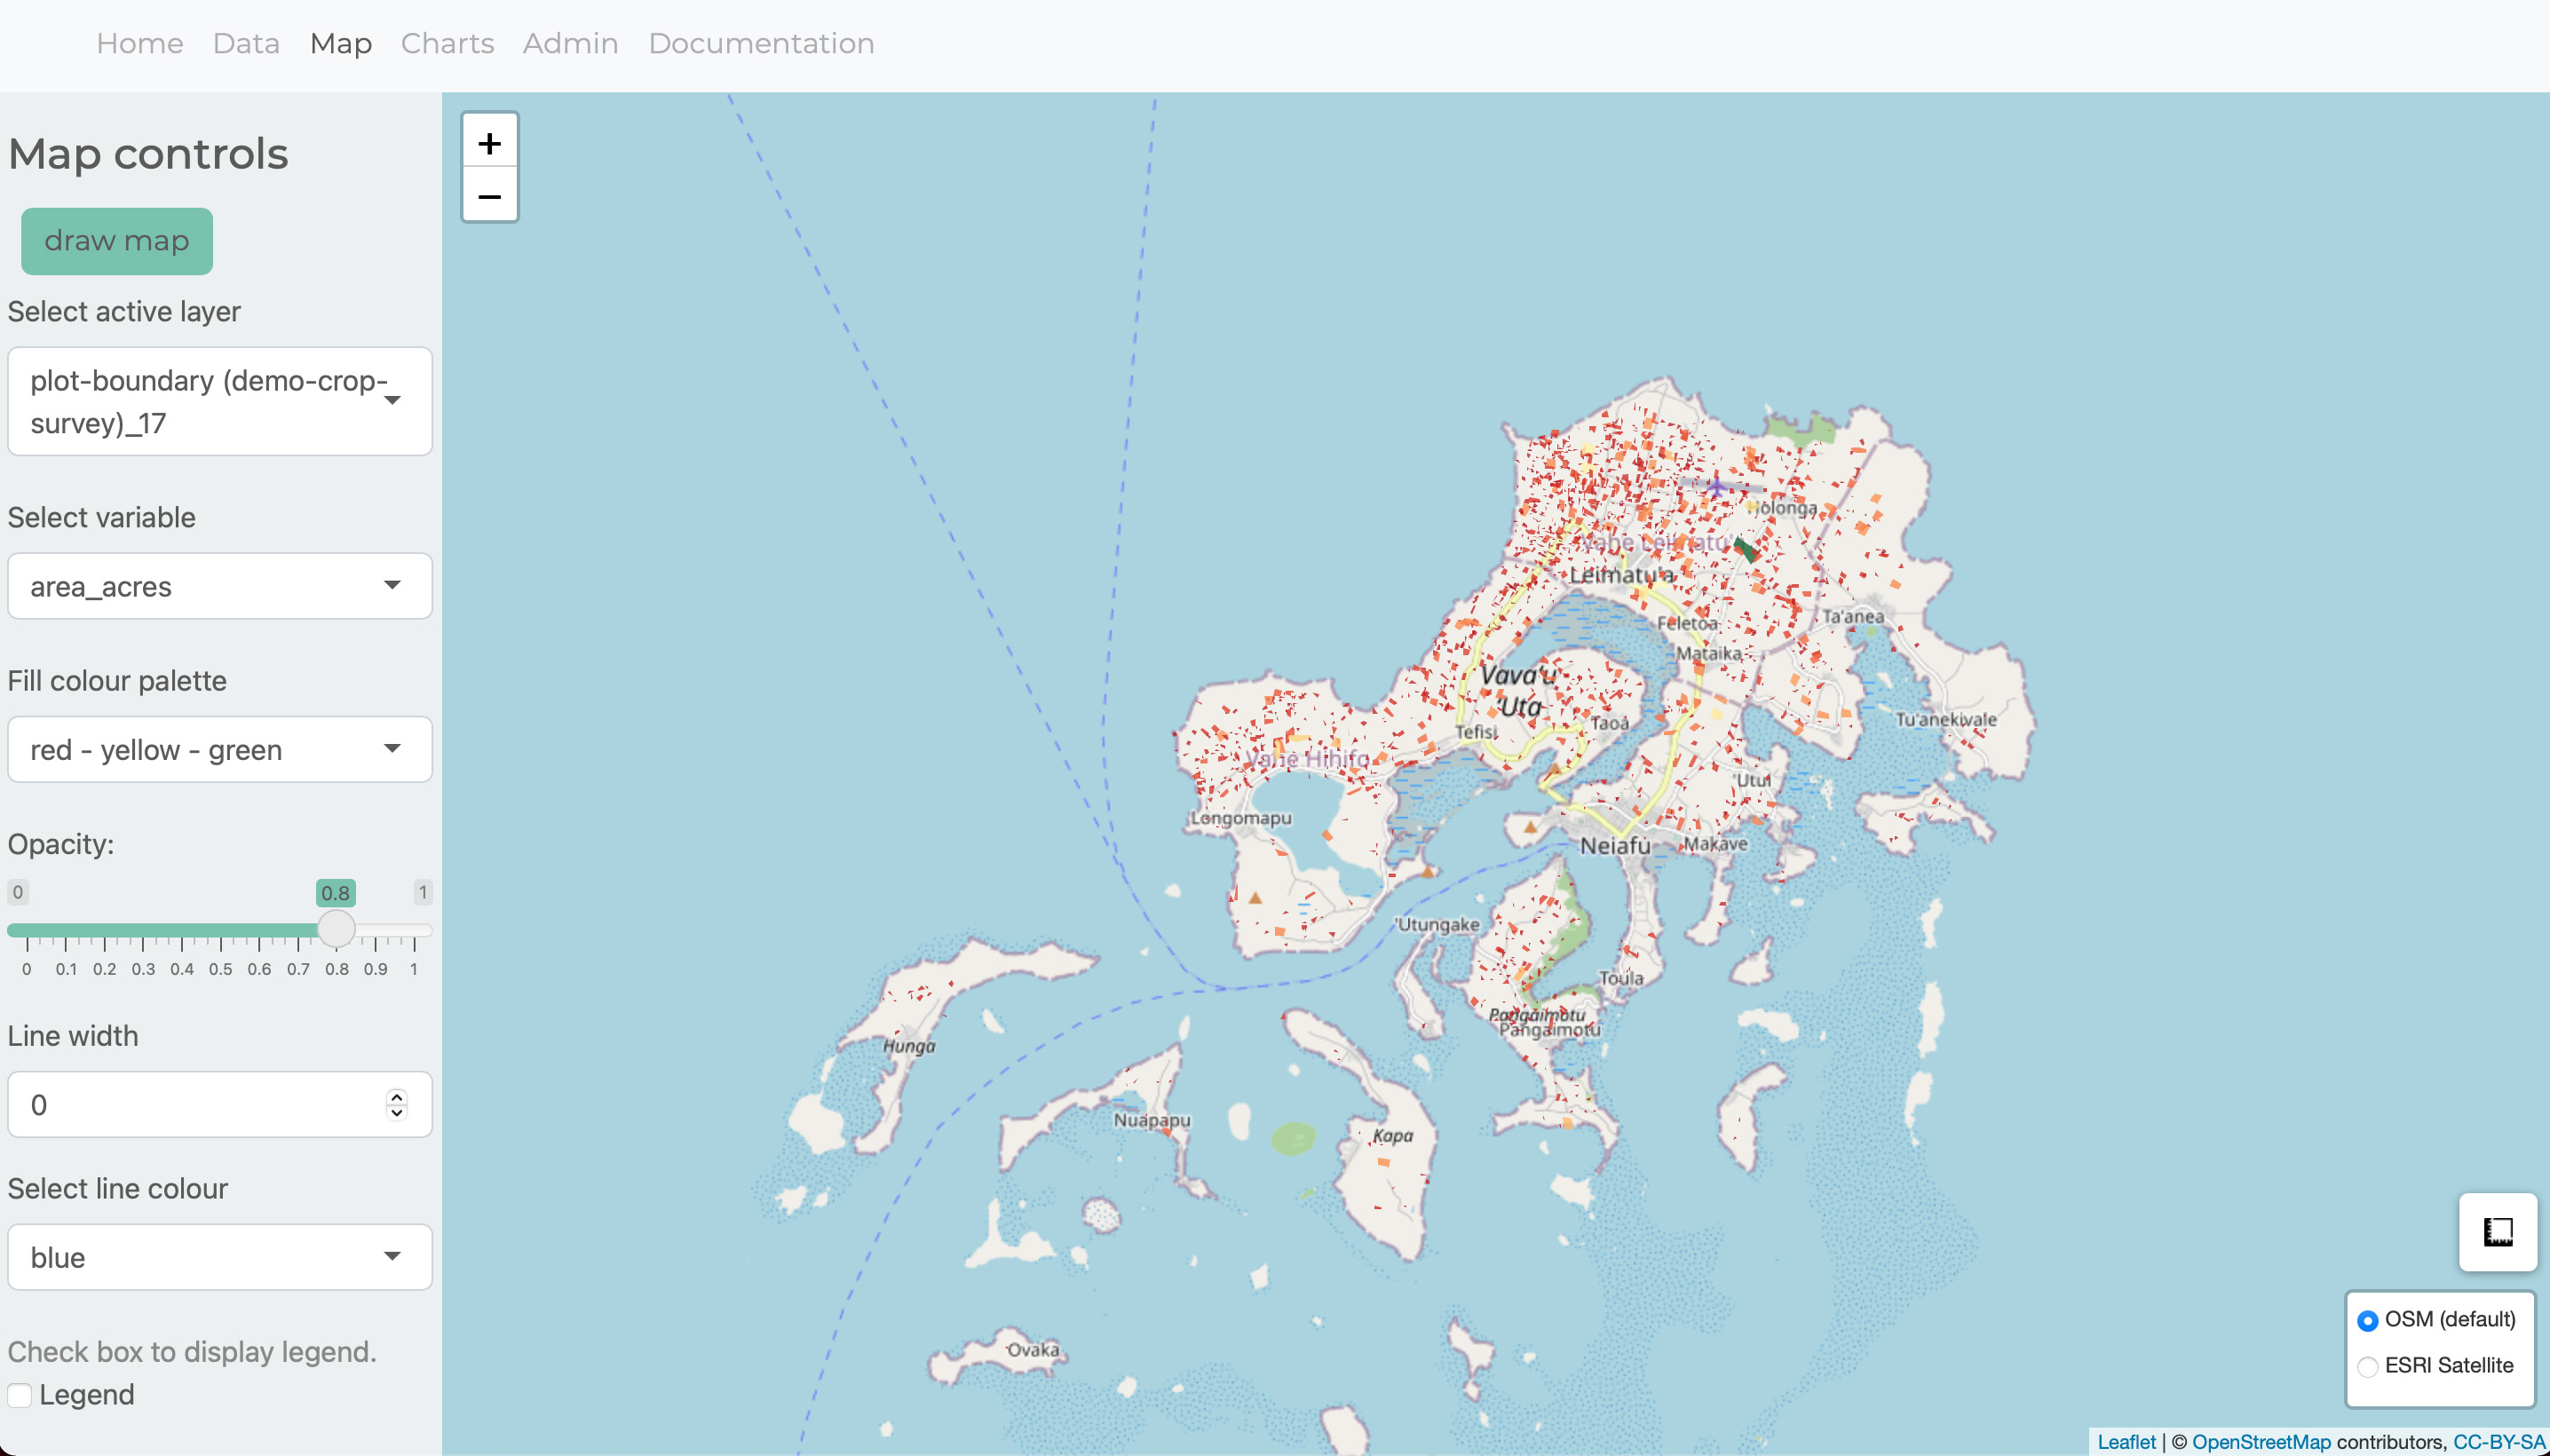 Home Data Map Charts Admin Documentation
Map controls
draw map
Select active layer
plot-boundary (demo-crop-
survey)_17
Select variable
area_acres
Fill colour palette
red - yellow - green
Opacity:
0 0.8 1
0 0.1 0.2 0.3 0.4 0.5 0.6 0.7 0.8 0.9 1
Line width
0
Select line colour
blue
Check box to display legend.
Legend
+
−
Holonga
Vahe Leimatu'
Leimatu'a
Feletoa
Ta'anea
Mataika
Vava'u
'Uta
Taoa
Tu'anekivale
Tefisi
Vahe Hihifo
'Utui
Longomapu
Neiafu
Makave
'Utungake
Toula
Pangaimotu
Pangaimotu
Hunga
Nuapapu
Kapa
Ovaka
OSM (default)
ESRI Satellite
Leaflet | © OpenStreetMap contributors, CC-BY-SA